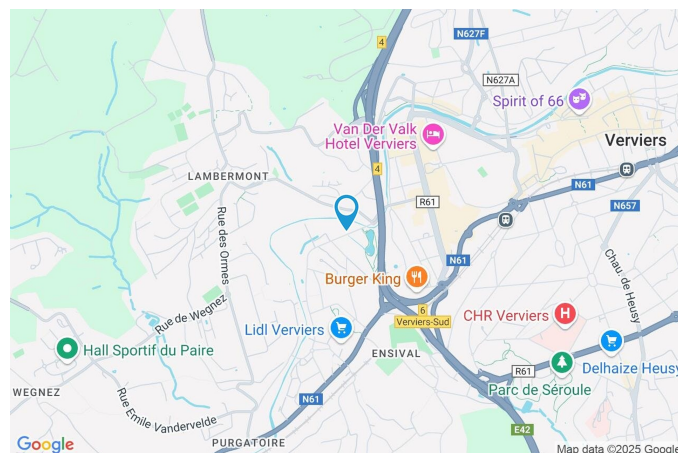 N627F
4
N627A
Spirit of 66
Van Der Valk
Hotel Verviers
Verviers
4
N61
LAMBERMONT
R61
N657
Rue des Ormes
N61
Chau. de Heusy
Burger King
6
Verviers-Sud
CHR Verviers
Rue de Wegnez
Lidl Verviers
H
Hall Sportif du Paire
ENSIVAL
Delhaize Heusy
R61
Parc de Séroule
WEGNEZ
Rue Emile Vandervelde
N61
E42
PURGATOIRE
Google
Map data ©2025 Google